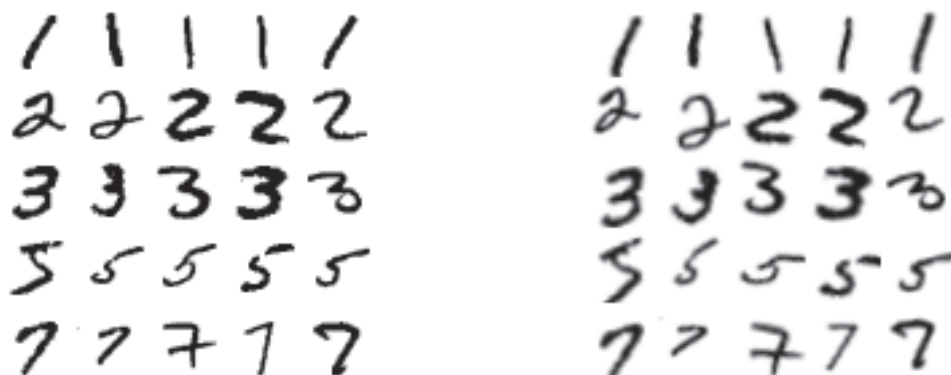 1 1 1 1 1 1 1 1 1 1
2 2 2 2 2 2 2 2 2 2
3 3 3 3 3 3 3 3 3 3
5 5 5 5 5 5 5 5 5 5
7 7 7 7 7 7 7 7 7 7